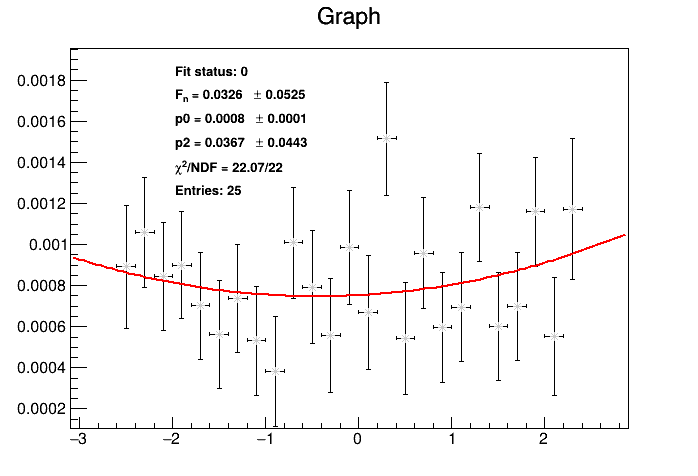 Graph
Fit status: 0
Fn = 0.0326 ± 0.0525
p0 = 0.0008 ± 0.0001
p2 = 0.0367 ± 0.0443
χ²/NDF = 22.07/22
Entries: 25
0.0018
0.0016
0.0014
0.0012
0.001
0.0008
0.0006
0.0004
0.0002
−3 −2 −1 0 1 2